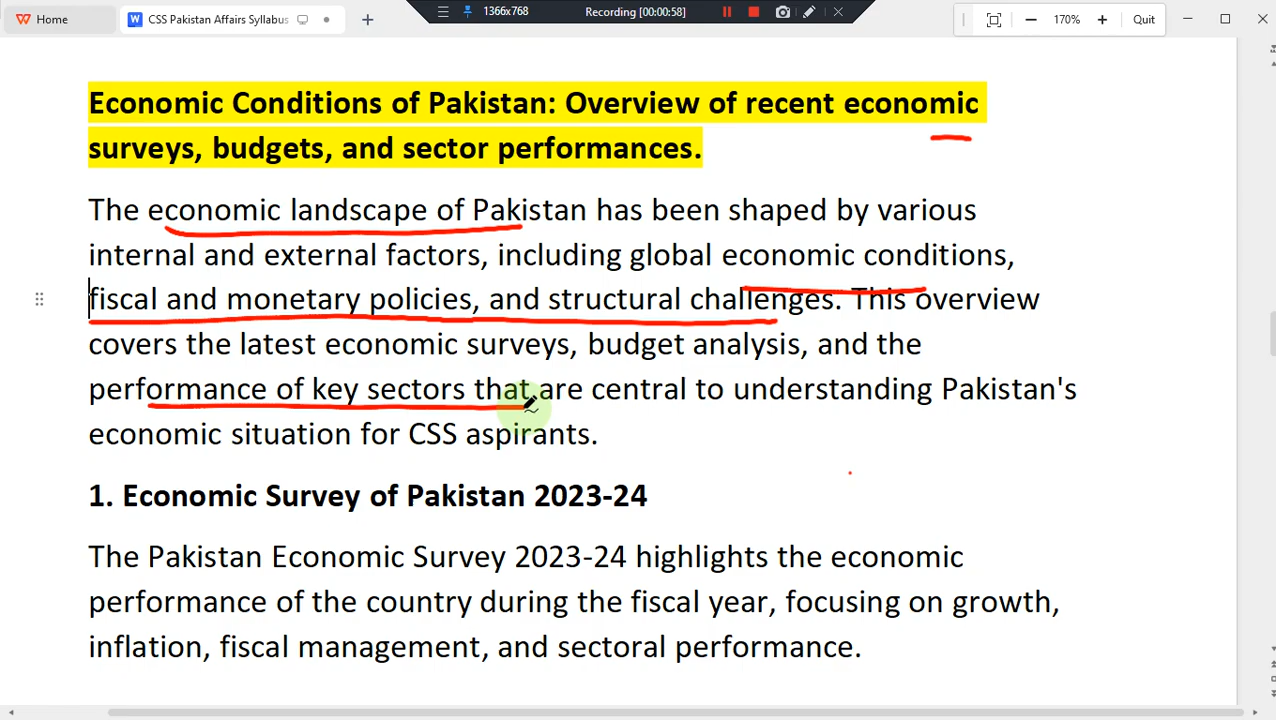 Home
CSS Pakistan Affairs Syllabus
1366x768
Recording [00:00:58]
170%
Quit
Economic Conditions of Pakistan: Overview of recent economic
surveys, budgets, and sector performances.
The economic landscape of Pakistan has been shaped by various
internal and external factors, including global economic conditions,
fiscal and monetary policies, and structural challenges. This overview
covers the latest economic surveys, budget analysis, and the
performance of key sectors that are central to understanding Pakistan's
economic situation for CSS aspirants.
1. Economic Survey of Pakistan 2023-24
The Pakistan Economic Survey 2023-24 highlights the economic
performance of the country during the fiscal year, focusing on growth,
inflation, fiscal management, and sectoral performance.